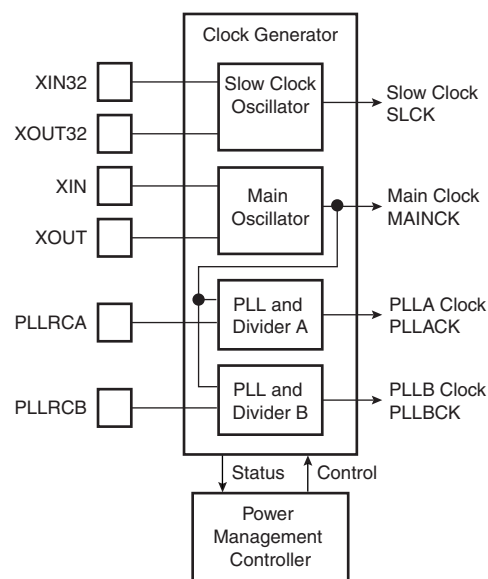 Clock Generator
XIN32
Slow Clock
Oscillator
Slow Clock
SLCK
XOUT32
XIN
Main
Oscillator
Main Clock
MAINCK
XOUT
PLLRCA
PLL and
Divider A
PLLA Clock
PLLACK
PLLRCB
PLL and
Divider B
PLLB Clock
PLLBCK
Status
Control
Power
Management
Controller